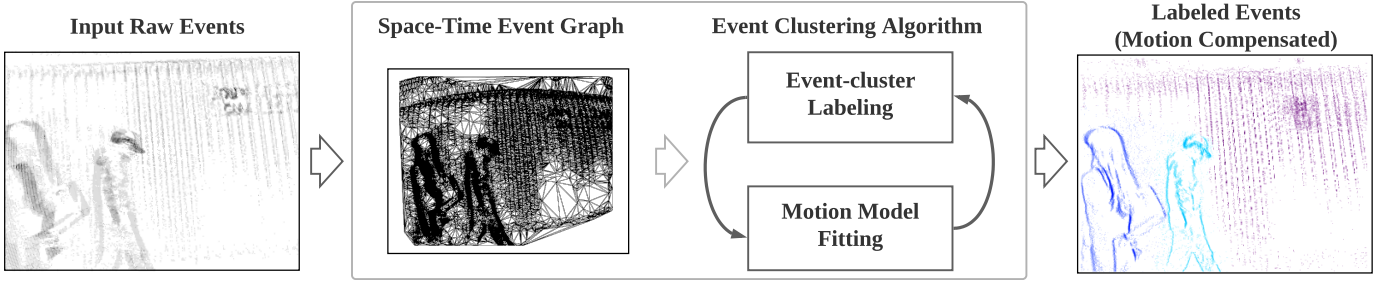 Input Raw Events
Space-Time Event Graph
Event Clustering Algorithm
Event-cluster
Labeling
Motion Model
Fitting
Labeled Events
(Motion Compensated)